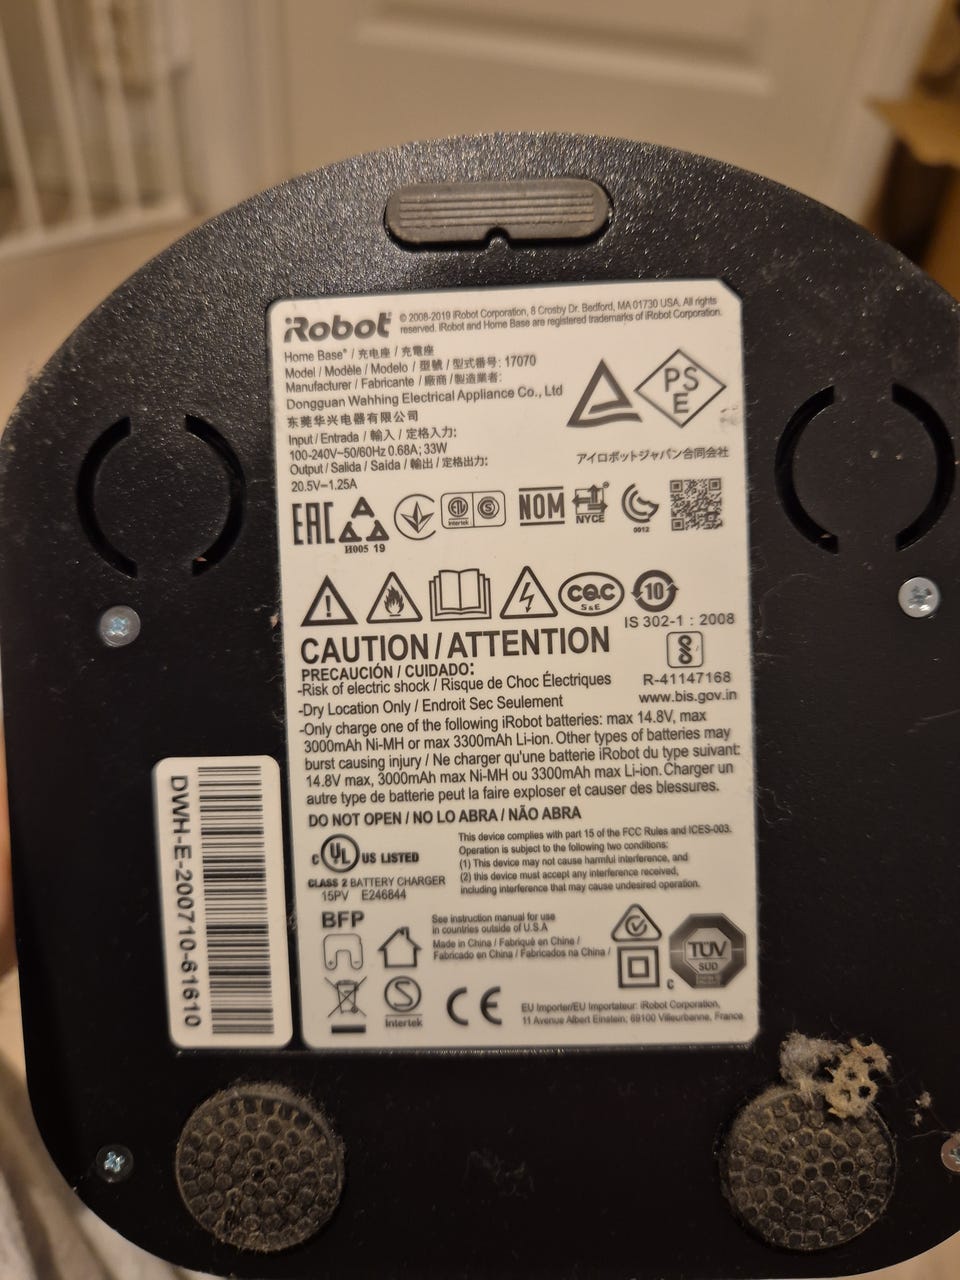 iRobot
© 2008-2019 iRobot Corporation, 8 Crosby Dr. Bedford, MA 01730 USA. All rights
reserved. iRobot and Home Base are registered trademarks of iRobot Corporation.
Home Base® / 充电座 / 充電座
Model / Modèle / Modelo / 型號 / 型式番号: 17070
Manufacturer / Fabricante / 廠商 / 製造業者:
Dongguan Wahhing Electrical Appliance Co., Ltd
东莞华兴电器有限公司
Input / Entrada / 輸入 / 定格入力:
100-240V~50/60Hz 0.68A; 33W
Output / Salida / Saída / 輸出 / 定格出力:
20.5V⎓1.25A
PS
E
アイロボットジャパン合同会社
EAC
И005 19
Intertek
NOM
NYCE
0012
CQC
S&E
10
IS 302-1 : 2008
R-41147168
www.bis.gov.in
CAUTION / ATTENTION
PRECAUCIÓN / CUIDADO:
-Risk of electric shock / Risque de Choc Électriques
-Dry Location Only / Endroit Sec Seulement
-Only charge one of the following iRobot batteries: max 14.8V, max
3000mAh Ni-MH or max 3300mAh Li-ion. Other types of batteries may
burst causing injury / Ne charger qu'une batterie iRobot du type suivant:
14.8V max, 3000mAh max Ni-MH ou 3300mAh max Li-ion. Charger un
autre type de batterie peut la faire exploser et causer des blessures.
DO NOT OPEN / NO LO ABRA / NÃO ABRA
c UL US LISTED
CLASS 2 BATTERY CHARGER
15PV E246844
This device complies with part 15 of the FCC Rules and ICES-003.
Operation is subject to the following two conditions:
(1) This device may not cause harmful interference, and
(2) this device must accept any interference received,
including interference that may cause undesired operation.
BFP
See instruction manual for use
in countries outside of U.S.A
Made in China / Fabriqué en Chine /
Fabricado en China / Fabricados na China /
TÜV
SÜD
C
Intertek
CE
EU Importer/EU Importateur: iRobot Corporation,
11 Avenue Albert Einstein, 69100 Villeurbanne, France
DWH-E-200710-61610